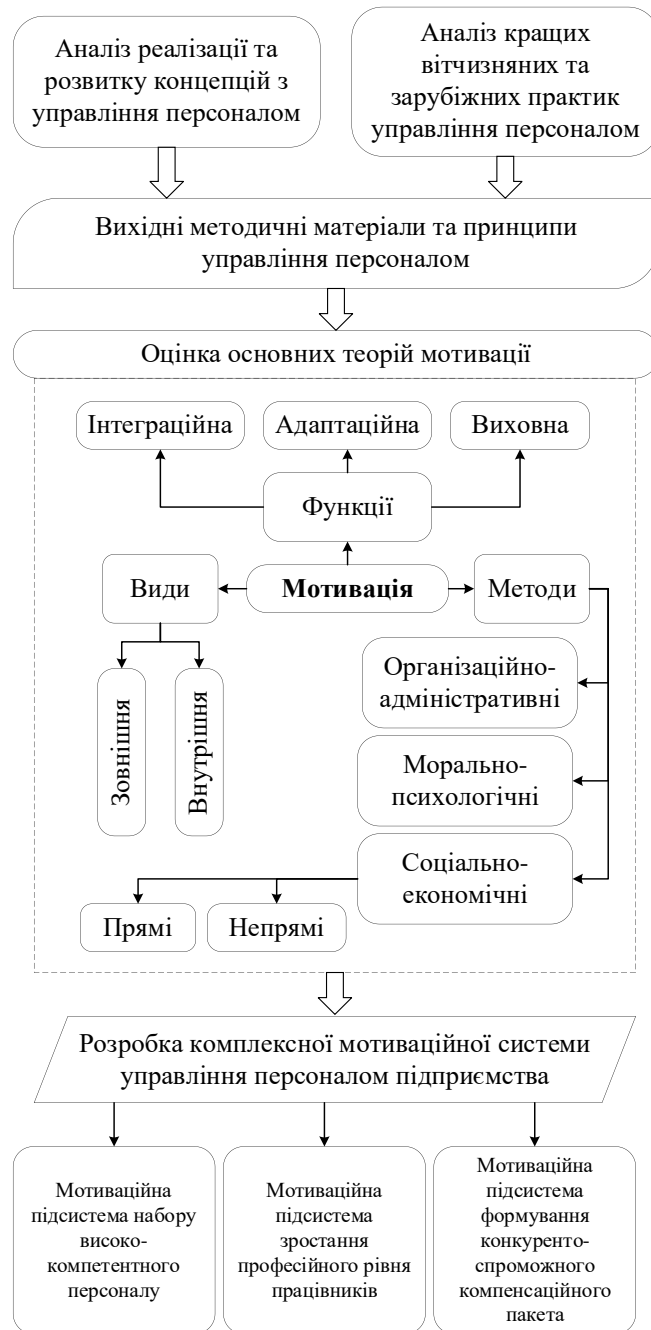 Аналіз реалізації та
розвитку концепцій з
управління персоналом
Аналіз кращих
вітчизняних та
зарубіжних практик
управління персоналом
Вихідні методичні матеріали та принципи
управління персоналом
Оцінка основних теорій мотивації
Інтеграційна
Адаптаційна
Виховна
Функції
Види
Мотивація
Методи
Зовнішня
Внутрішня
Організаційно-
адміністративні
Морально-
психологічні
Соціально-
економічні
Прямі
Непрямі
Розробка комплексної мотиваційної системи
управління персоналом підприємства
Мотиваційна
підсистема набору
високо-
компетентного
персоналу
Мотиваційна
підсистема
зростання
професійного рівня
працівників
Мотиваційна
підсистема
формування
конкуренто-
спроможного
компенсаційного
пакета